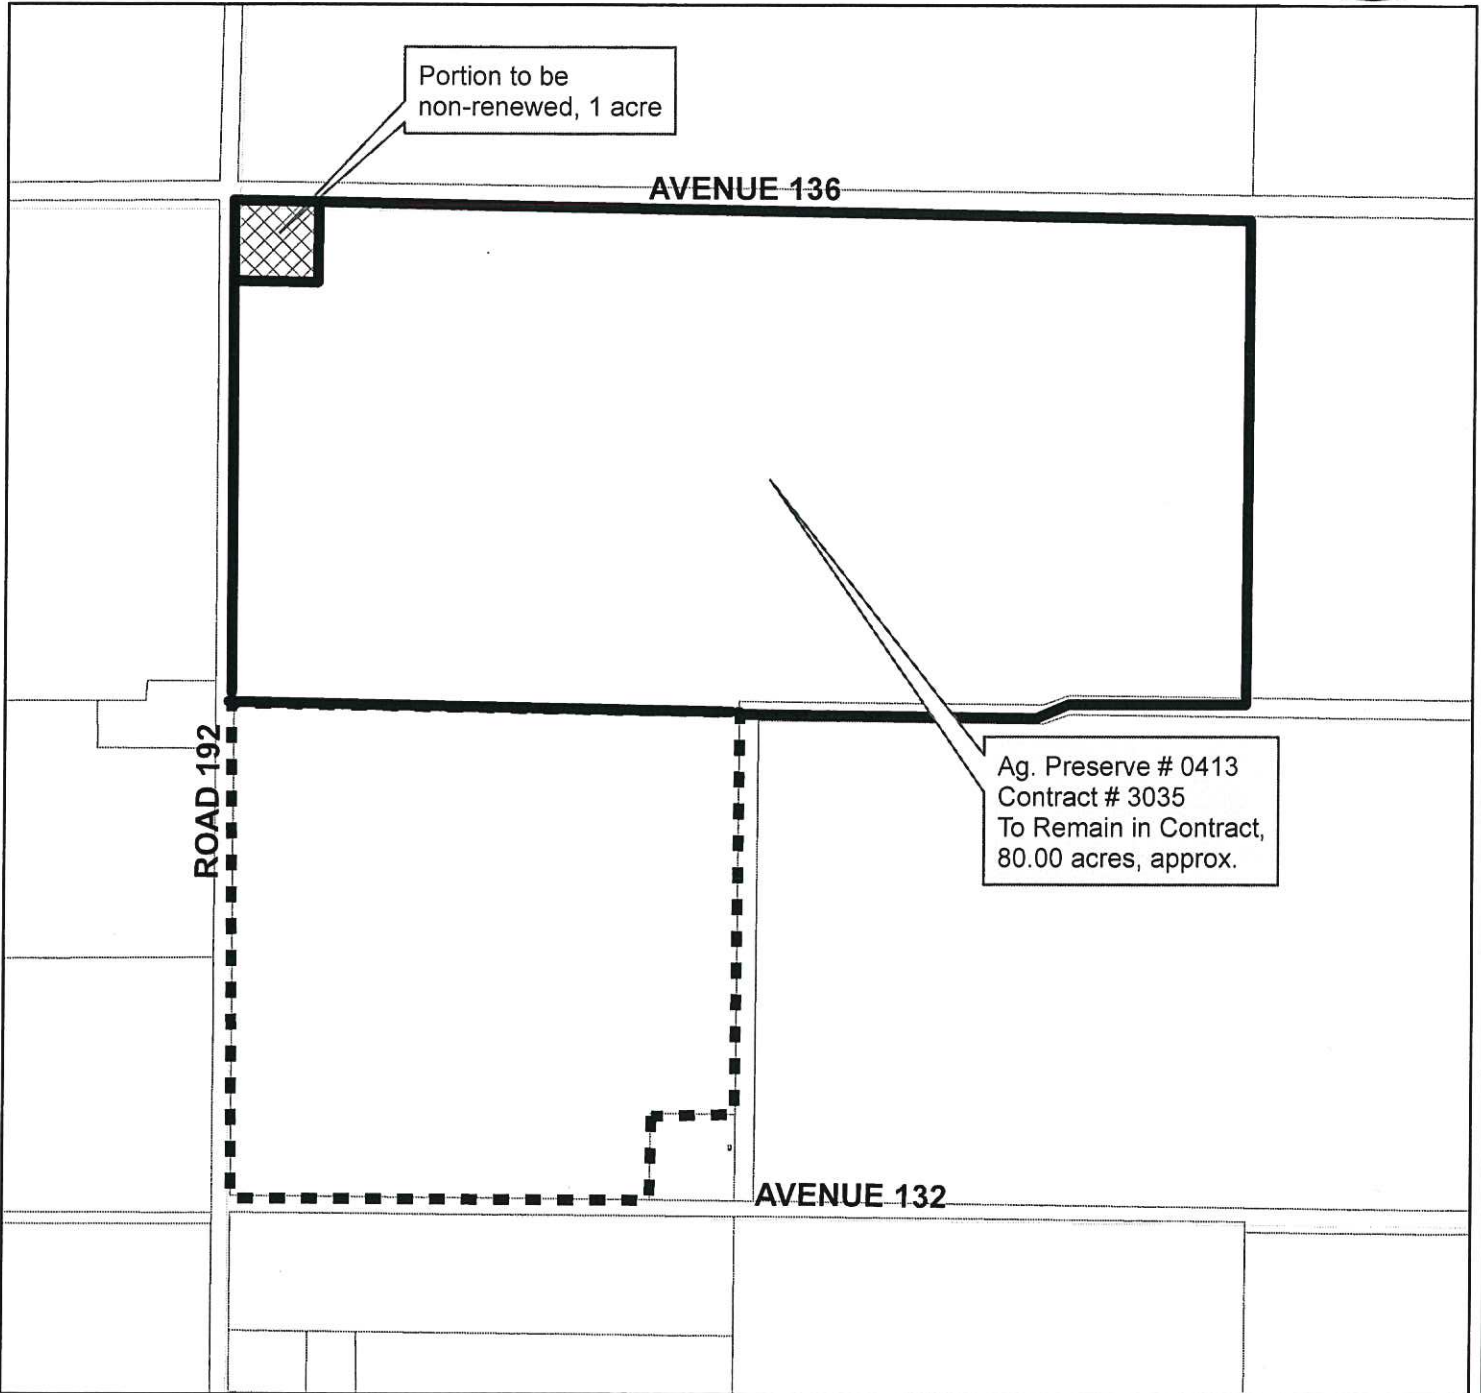 Portion to be
non-renewed, 1 acre
AVENUE 136
ROAD 192
Ag. Preserve # 0413
Contract # 3035
To Remain in Contract,
80.00 acres, approx.
AVENUE 132